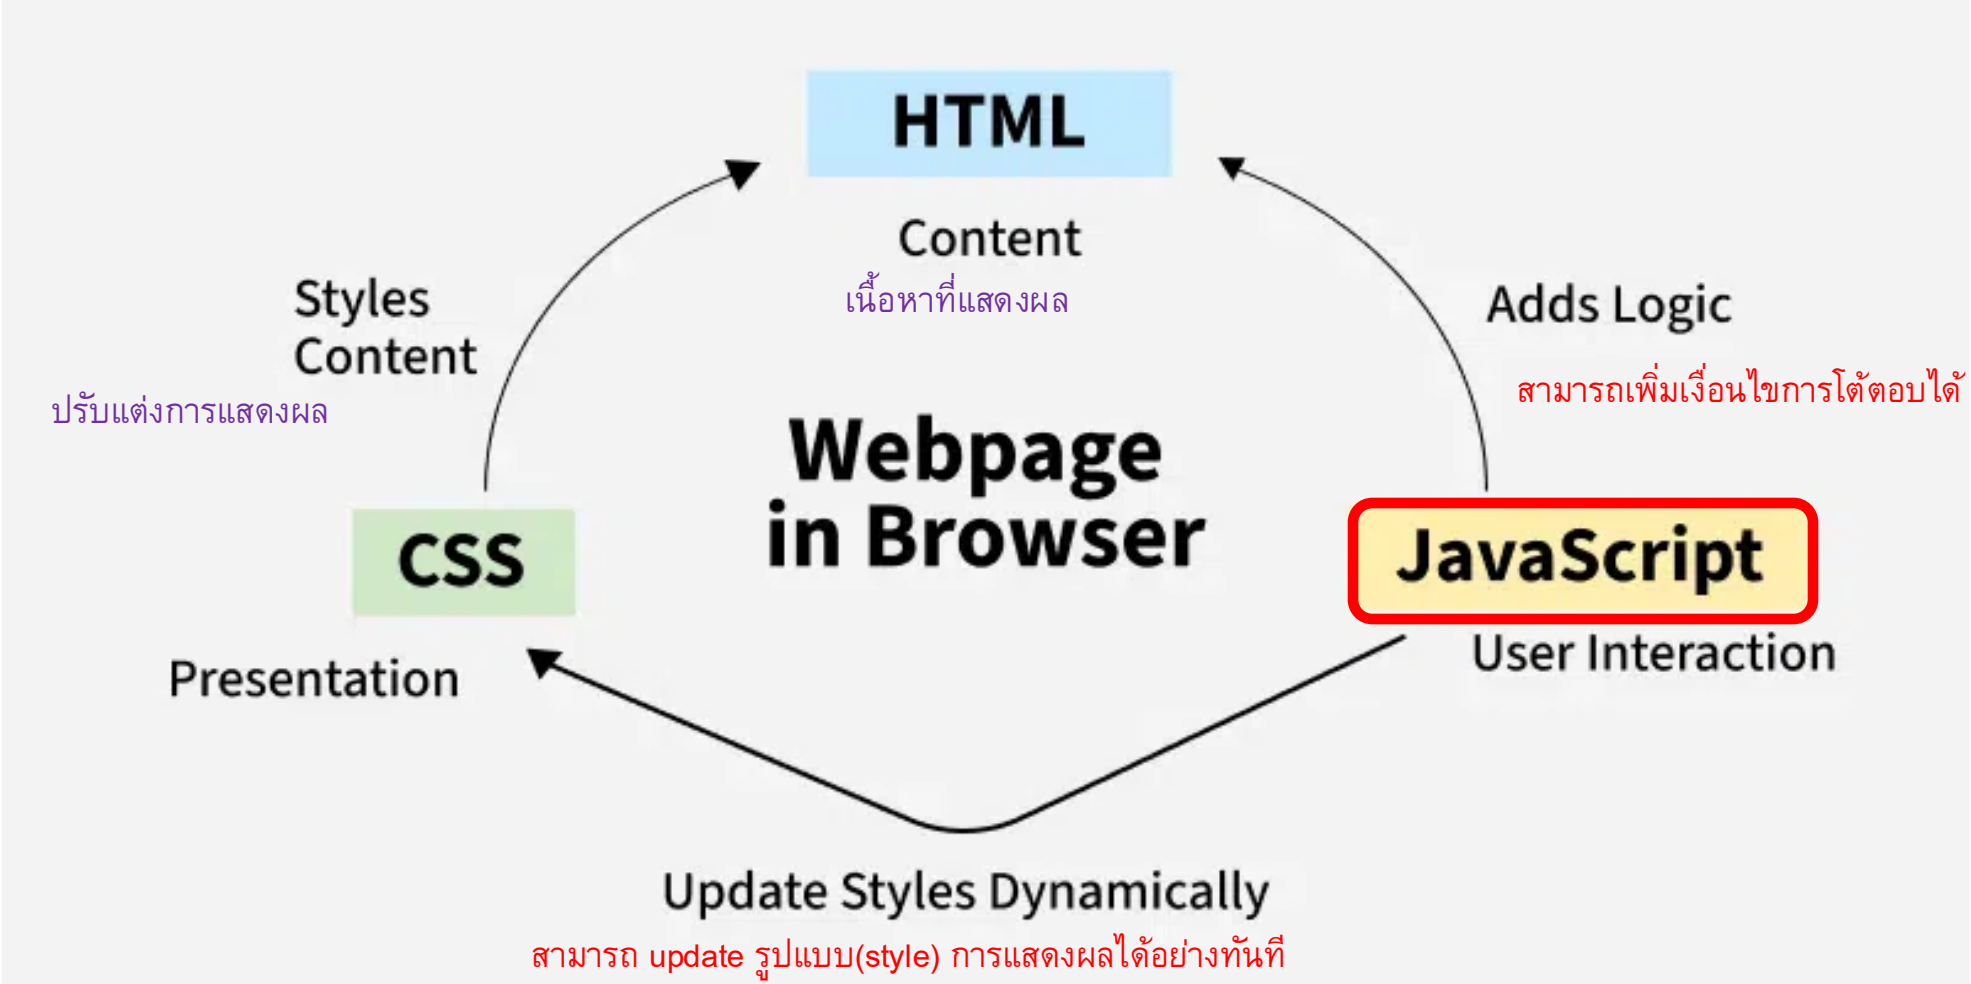 HTML
Content
เนื้อหาที่แสดงผล
Styles
Content
ปรับแต่งการแสดงผล
Adds Logic
สามารถเพิ่มเงื่อนไขการโต้ตอบได้
Webpage
in Browser
CSS
Presentation
JavaScript
User Interaction
Update Styles Dynamically
สามารถ update รูปแบบ(style) การแสดงผลได้อย่างทันที